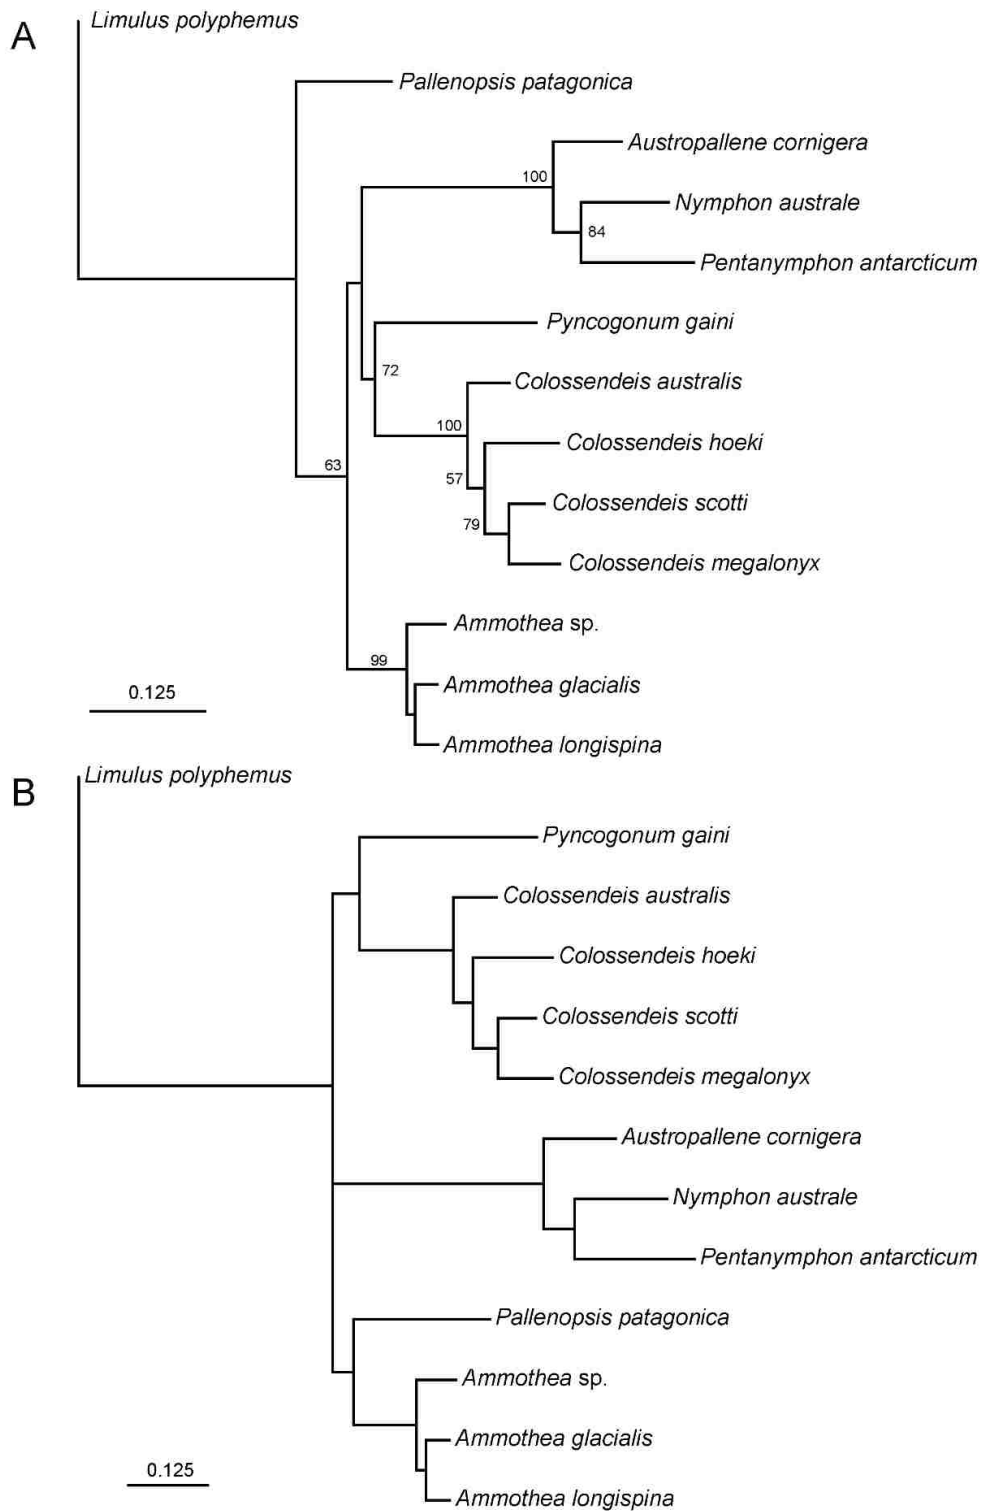 A
Limulus polyphemus
Pallenopsis patagonica
Austropallene cornigera
100
Nymphon australe
84
Pentanymphon antarcticum
Pyncogonum gaini
72
Colossendeis australis
100
Colossendeis hoeki
63
57
Colossendeis scotti
79
Colossendeis megalonyx
Ammothea sp.
99
Ammothea glacialis
0.125
Ammothea longispina
B
Limulus polyphemus
Pyncogonum gaini
Colossendeis australis
Colossendeis hoeki
Colossendeis scotti
Colossendeis megalonyx
Austropallene cornigera
Nymphon australe
Pentanymphon antarcticum
Pallenopsis patagonica
Ammothea sp.
Ammothea glacialis
0.125
Ammothea longispina